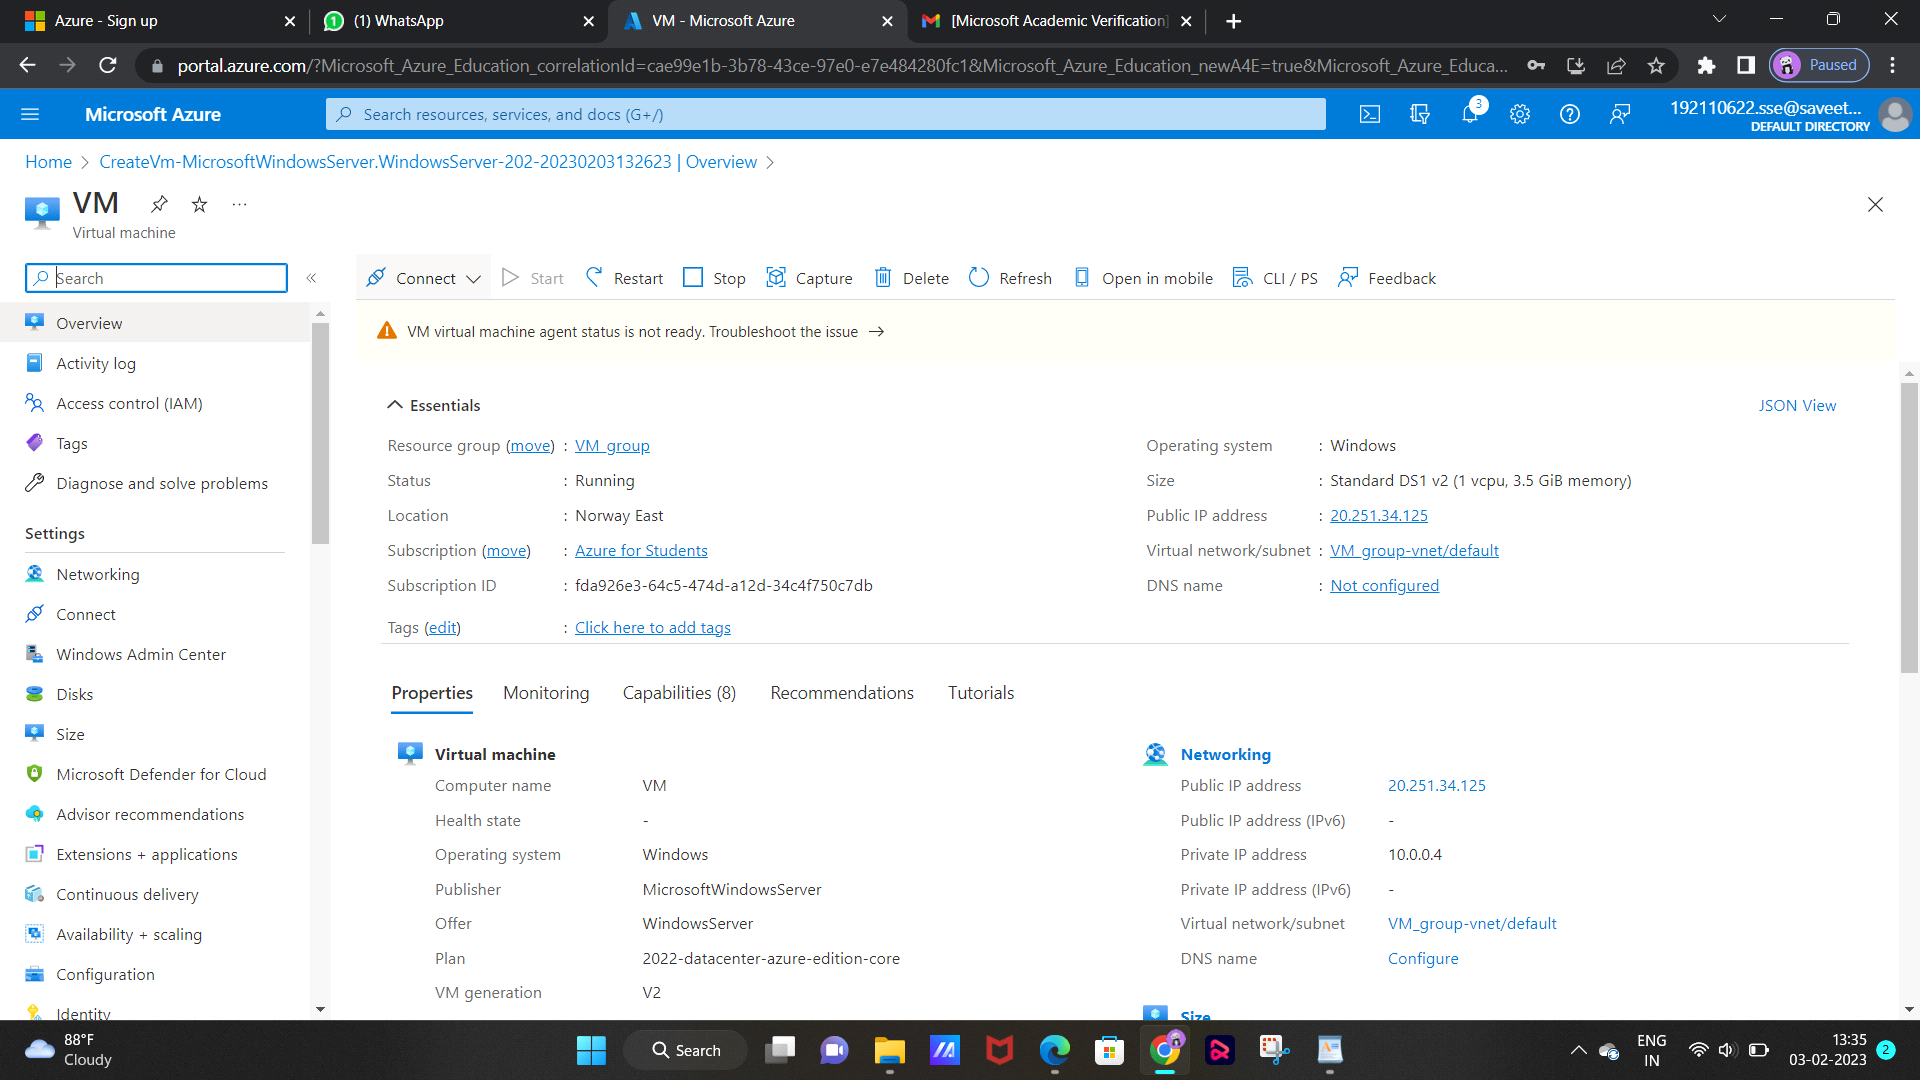 Azure - Sign up
(1) WhatsApp
VM - Microsoft Azure
[Microsoft Academic Verification]
portal.azure.com/?Microsoft_Azure_Education_correlationId=cae99e1b-3b78-43ce-97e0-e7e484280fc1&Microsoft_Azure_Education_newA4E=true&Microsoft_Azure_Educa...
Paused
Microsoft Azure
Search resources, services, and docs (G+/)
3
192110622.sse@saveet...
DEFAULT DIRECTORY
Home > CreateVm-MicrosoftWindowsServer.WindowsServer-202-20230203132623 | Overview >
VM
Virtual machine
Search
Overview
Activity log
Access control (IAM)
Tags
Diagnose and solve problems
Settings
Networking
Connect
Windows Admin Center
Disks
Size
Microsoft Defender for Cloud
Advisor recommendations
Extensions + applications
Continuous delivery
Availability + scaling
Configuration
Identity
Connect
Start
Restart
Stop
Capture
Delete
Refresh
Open in mobile
CLI / PS
Feedback
VM virtual machine agent status is not ready. Troubleshoot the issue →
Essentials
JSON View
Resource group (move) : VM_group
Status : Running
Location : Norway East
Subscription (move) : Azure for Students
Subscription ID : fda926e3-64c5-474d-a12d-34c4f750c7db
Tags (edit) : Click here to add tags
Operating system : Windows
Size : Standard DS1 v2 (1 vcpu, 3.5 GiB memory)
Public IP address : 20.251.34.125
Virtual network/subnet : VM_group-vnet/default
DNS name : Not configured
Properties
Monitoring
Capabilities (8)
Recommendations
Tutorials
Virtual machine
Computer name VM
Health state -
Operating system Windows
Publisher MicrosoftWindowsServer
Offer WindowsServer
Plan 2022-datacenter-azure-edition-core
VM generation V2
Networking
Public IP address 20.251.34.125
Public IP address (IPv6) -
Private IP address 10.0.0.4
Private IP address (IPv6) -
Virtual network/subnet VM_group-vnet/default
DNS name Configure
Size
88°F
Cloudy
Search
ENG
IN
13:35
03-02-2023
2